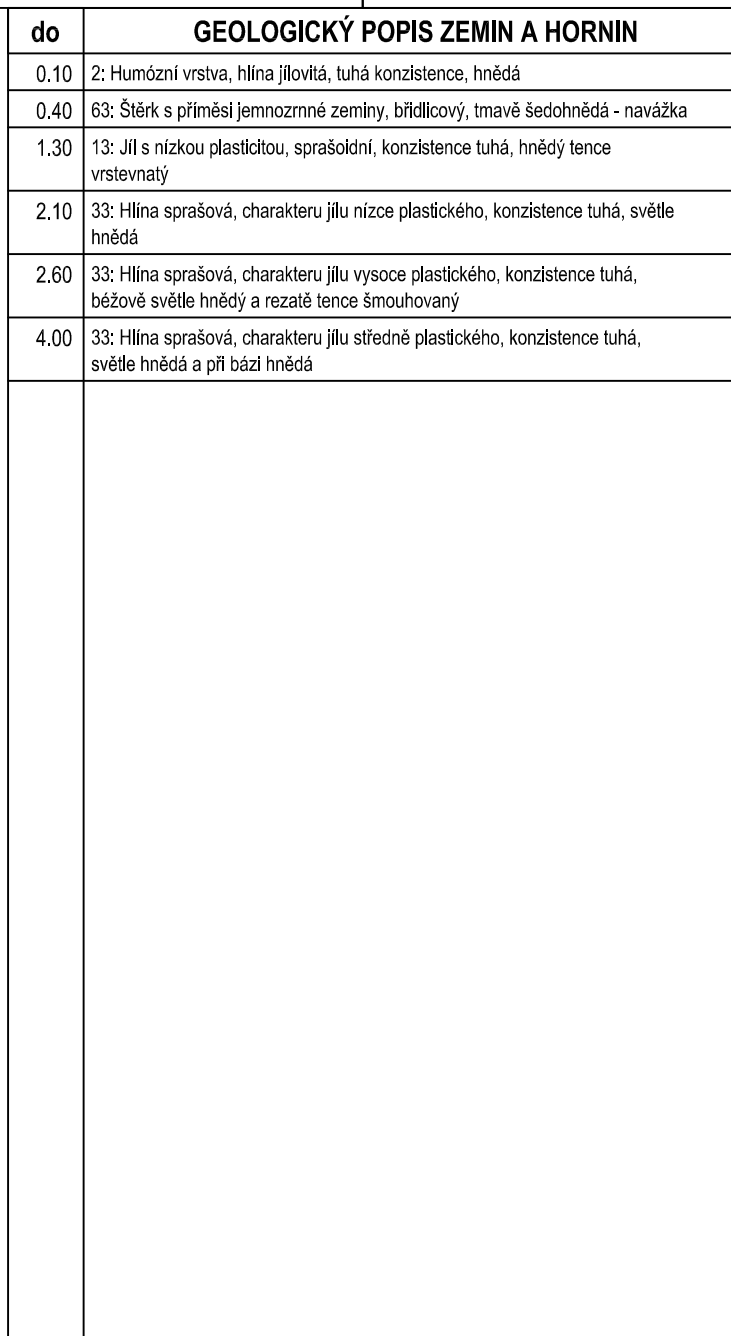 do GEOLOGICKÝ POPIS ZEMIN A HORNIN
0.10 2: Humózní vrstva, hlína jílovitá, tuhá konzistence, hnědá
0.40 63: Štěrk s příměsi jemnozrnné zeminy, břidlicový, tmavě šedohnědá - navážka
1.30 13: Jíl s nízkou plasticitou, sprašoidní, konzistence tuhá, hnědý tence
vrstevnatý
2.10 33: Hlína sprašová, charakteru jílu nízce plastického, konzistence tuhá, světle
hnědá
2.60 33: Hlína sprašová, charakteru jílu vysoce plastického, konzistence tuhá,
béžově světle hnědý a rezatě tence šmouhovaný
4.00 33: Hlína sprašová, charakteru jílu středně plastického, konzistence tuhá,
světle hnědá a při bázi hnědá